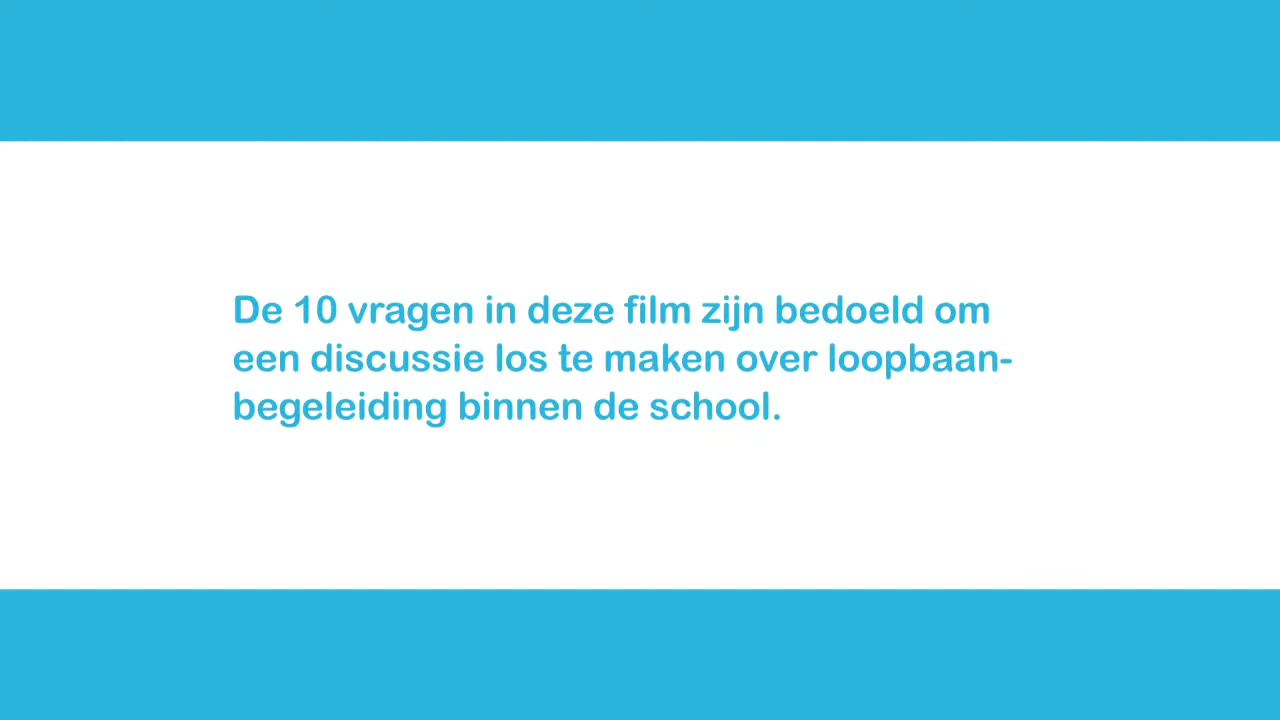 De 10 vragen in deze film zijn bedoeld om
een discussie los te maken over loopbaan-
begeleiding binnen de school.